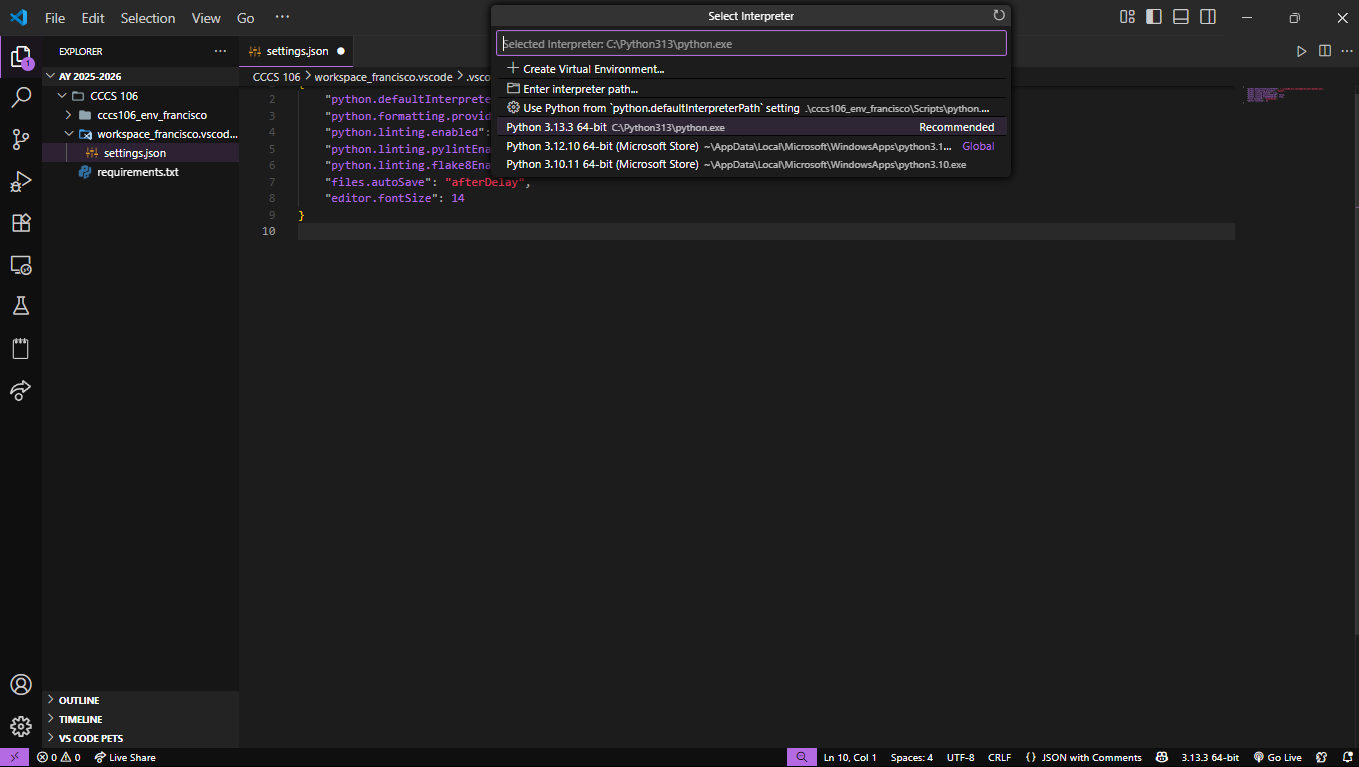 File Edit Selection View Go ···
Select Interpreter
Selected Interpreter: C:\Python313\python.exe
Create Virtual Environment...
Enter interpreter path...
Use Python from `python.defaultInterpreterPath` setting .\cccs106_env_francisco\Scripts\python....
Python 3.13.3 64-bit C:\Python313\python.exe Recommended
Python 3.12.10 64-bit (Microsoft Store) ~\AppData\Local\Microsoft\WindowsApps\python3.1... Global
Python 3.10.11 64-bit (Microsoft Store) ~\AppData\Local\Microsoft\WindowsApps\python3.10.exe
EXPLORER ···
1
AY 2025-2026
CCCS 106
cccs106_env_francisco
workspace_francisco.vscod...
settings.json
requirements.txt
OUTLINE
TIMELINE
VS CODE PETS
settings.json
CCCS 106 > workspace_francisco.vscode > .vsco
{
2 "python.defaultInterprete
3 "python.formatting.provid
4 "python.linting.enabled":
5 "python.linting.pylintEna
6 "python.linting.flake8Ena
7 "files.autoSave": "afterDelay",
8 "editor.fontSize": 14
9 }
10
0 0 Live Share
Ln 10, Col 1 Spaces: 4 UTF-8 CRLF {} JSON with Comments 3.13.3 64-bit Go Live